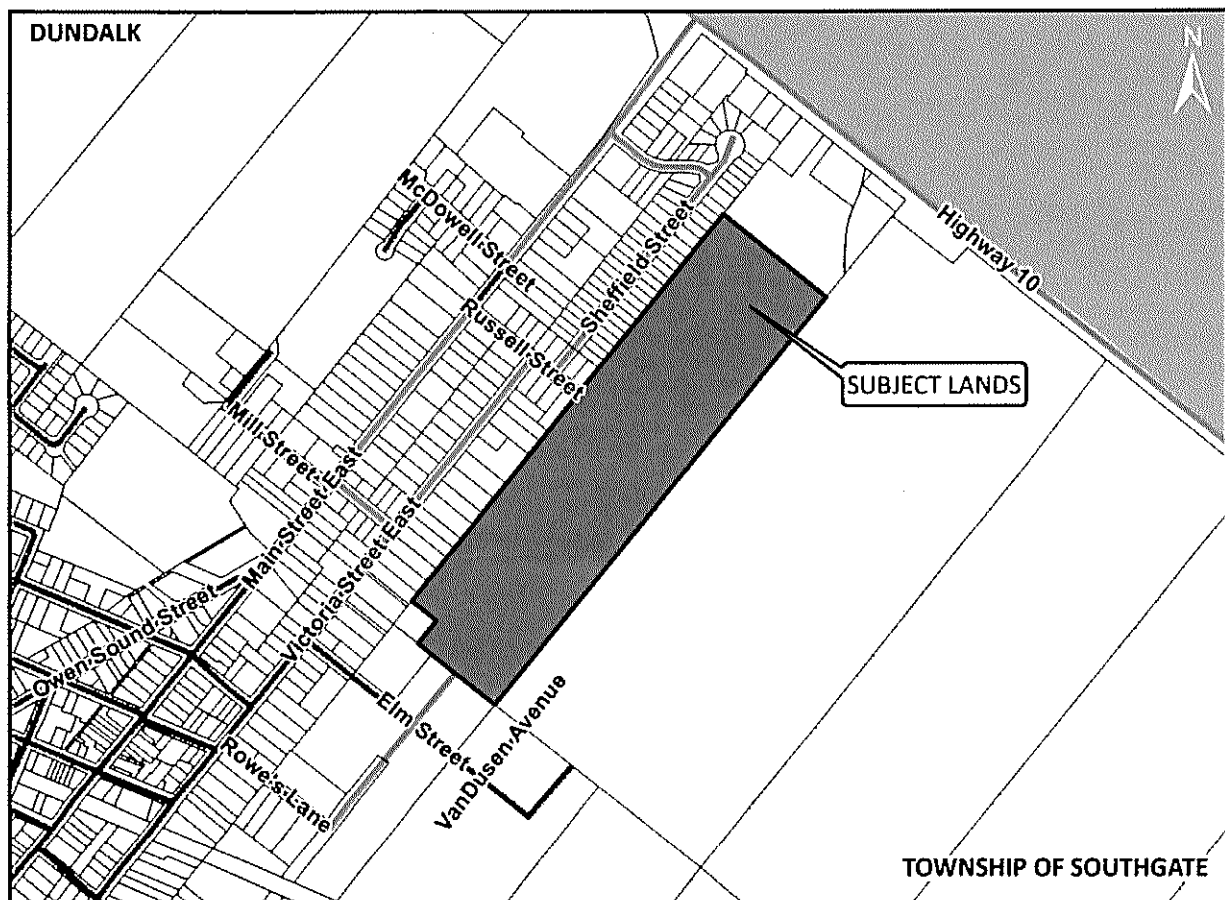 DUNDALK
N
McDowell Street
Highway 10
Sheffield Street
Russell Street
SUBJECT LANDS
Mill Street
Main Street East
Victoria Street East
Owen Sound Street
Elm Street
VanDusen Avenue
Rowe's Lane
TOWNSHIP OF SOUTHGATE